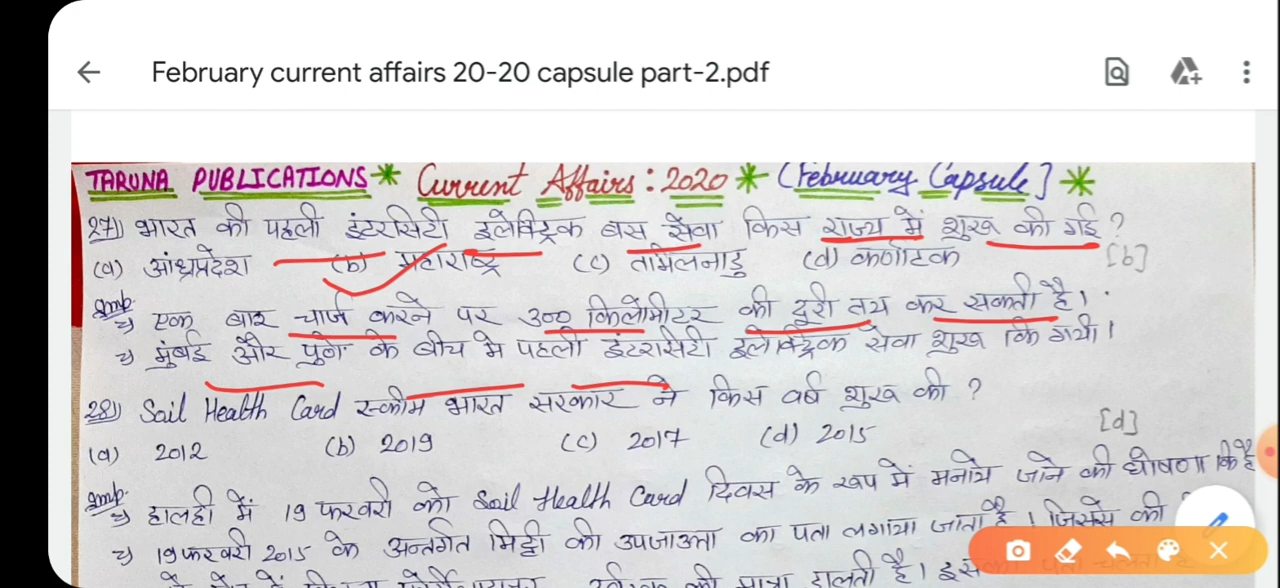 February current affairs 20-20 capsule part-2.pdf
TARUNA PUBLICATIONS * Current Affairs : 2020 * (February Capsule] *
27)) भारत की पहली इंटरसिटी इलेक्ट्रिक बस सेवा किस राज्य में शुरू की गई ?
(a) आंध्रप्रदेश (b) महाराष्ट्र (c) तमिलनाडु (d) कर्णाटक [b]
Imp.
⇒ एक बार चार्ज करने पर 300 किलोमीटर की दूरी तय कर सकती है।
⇒ मुंबई और पुणे के बीच मे पहली इंटरसिटी इलेक्ट्रिक सेवा शुरू कि गयी।
28)) Soil Health Card स्कीम भारत सरकार ने किस वर्ष शुरू की ?
(a) 2012 (b) 2019 (c) 2017 (d) 2015 [d]
Imp.
⇒ हालही में 19 फरवरी को Soil Health Card दिवस के रूप में मनाये जाने की घोषणा कि है
⇒ 19 फरवरी 2015 के अन्तर्गत मिट्टी की उपजाऊता का पता लगाया जाता है। जिससे की
की मात्रा डालती है।